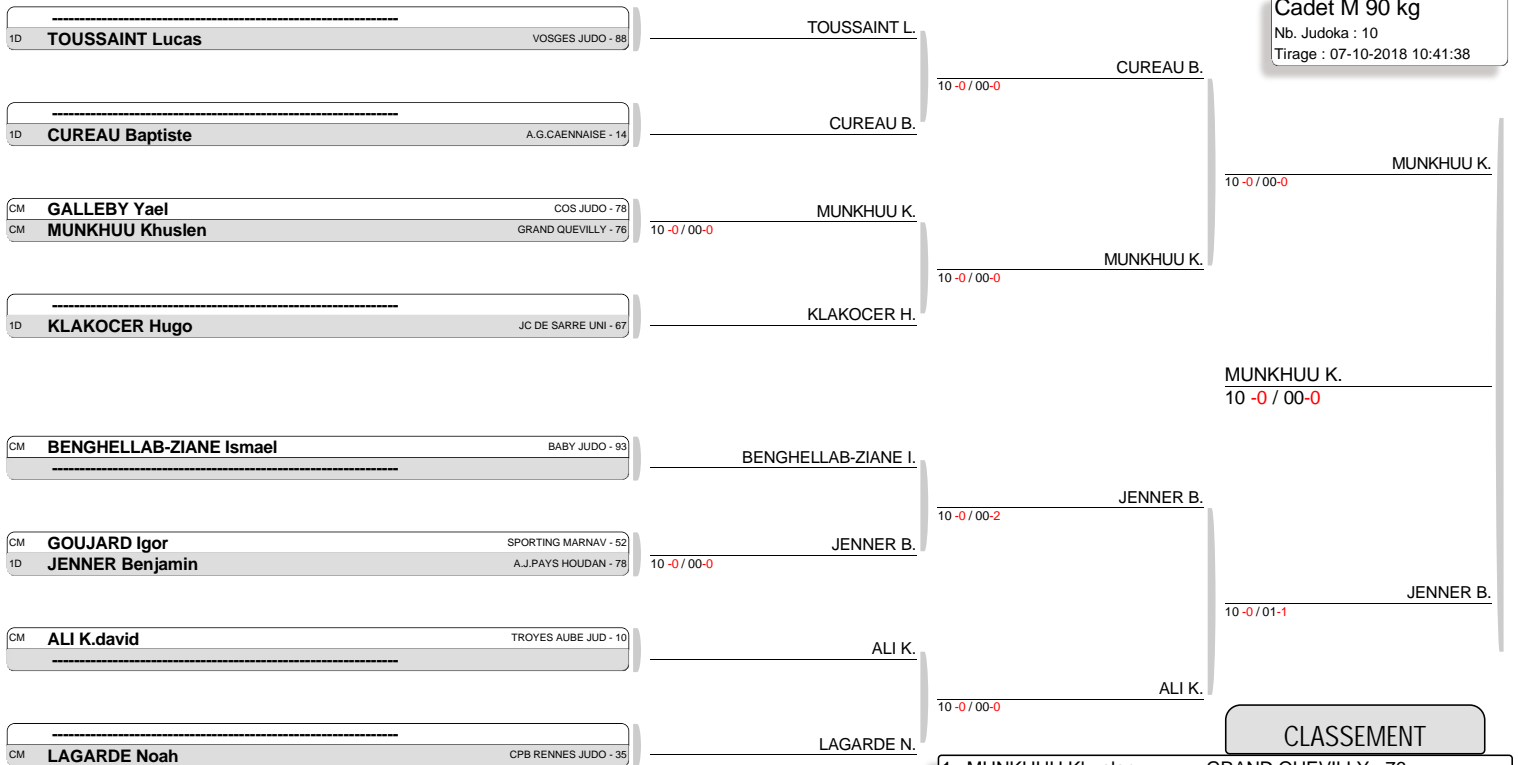 Cadet M 90 kg
Nb. Judoka : 10
Tirage : 07-10-2018 10:41:38
------------------------------------------------------------------
1D TOUSSAINT Lucas VOSGES JUDO - 88
------------------------------------------------------------------
1D CUREAU Baptiste A.G.CAENNAISE - 14
CM GALLEBY Yael COS JUDO - 78
CM MUNKHUU Khuslen GRAND QUEVILLY - 76
------------------------------------------------------------------
1D KLAKOCER Hugo JC DE SARRE UNI - 67
CM BENGHELLAB-ZIANE Ismael BABY JUDO - 93
------------------------------------------------------------------
CM GOUJARD Igor SPORTING MARNAV - 52
1D JENNER Benjamin A.J.PAYS HOUDAN - 78
CM ALI K.david TROYES AUBE JUD - 10
------------------------------------------------------------------
------------------------------------------------------------------
CM LAGARDE Noah CPB RENNES JUDO - 35
TOUSSAINT L.
CUREAU B.
MUNKHUU K.
10 -0 / 00-0
KLAKOCER H.
BENGHELLAB-ZIANE I.
JENNER B.
10 -0 / 00-0
ALI K.
LAGARDE N.
CUREAU B.
10 -0 / 00-0
MUNKHUU K.
10 -0 / 00-0
JENNER B.
10 -0 / 00-2
ALI K.
10 -0 / 00-0
MUNKHUU K.
10 -0 / 00-0
MUNKHUU K.
10 -0 / 00-0
JENNER B.
10 -0 / 01-1
CLASSEMENT